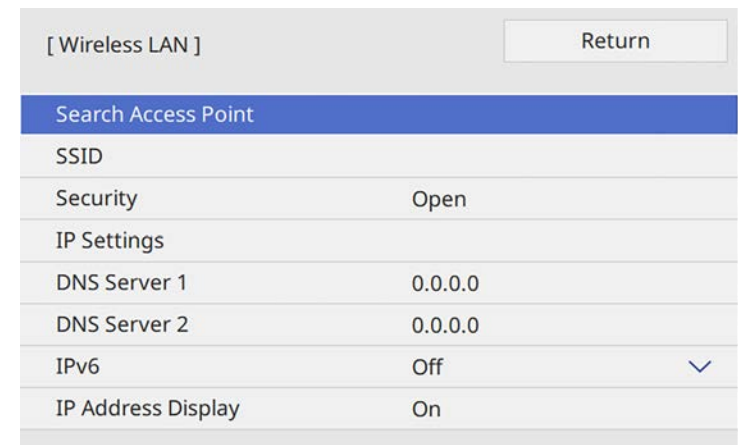 [ Wireless LAN ] Return
Search Access Point
SSID
Security Open
IP Settings
DNS Server 1 0.0.0.0
DNS Server 2 0.0.0.0
IPv6 Off
IP Address Display On